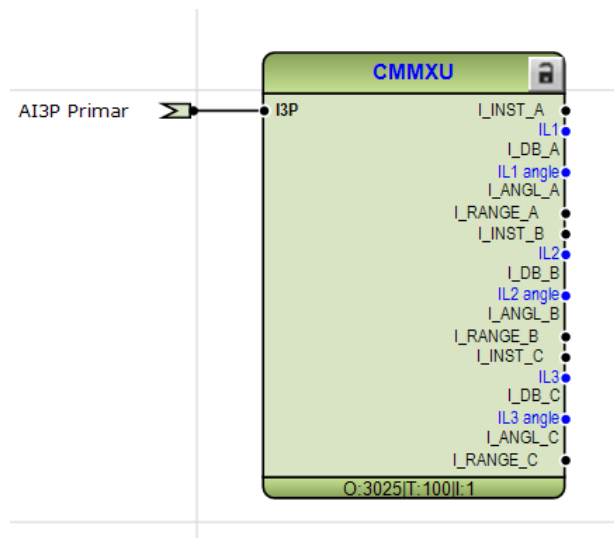 CMMXU
AI3P Primar
I3P
I_INST_A
IL1
I_DB_A
IL1 angle
I_ANGL_A
I_RANGE_A
I_INST_B
IL2
I_DB_B
IL2 angle
I_ANGL_B
I_RANGE_B
I_INST_C
IL3
I_DB_C
IL3 angle
I_ANGL_C
I_RANGE_C
O:3025|T:100|I:1